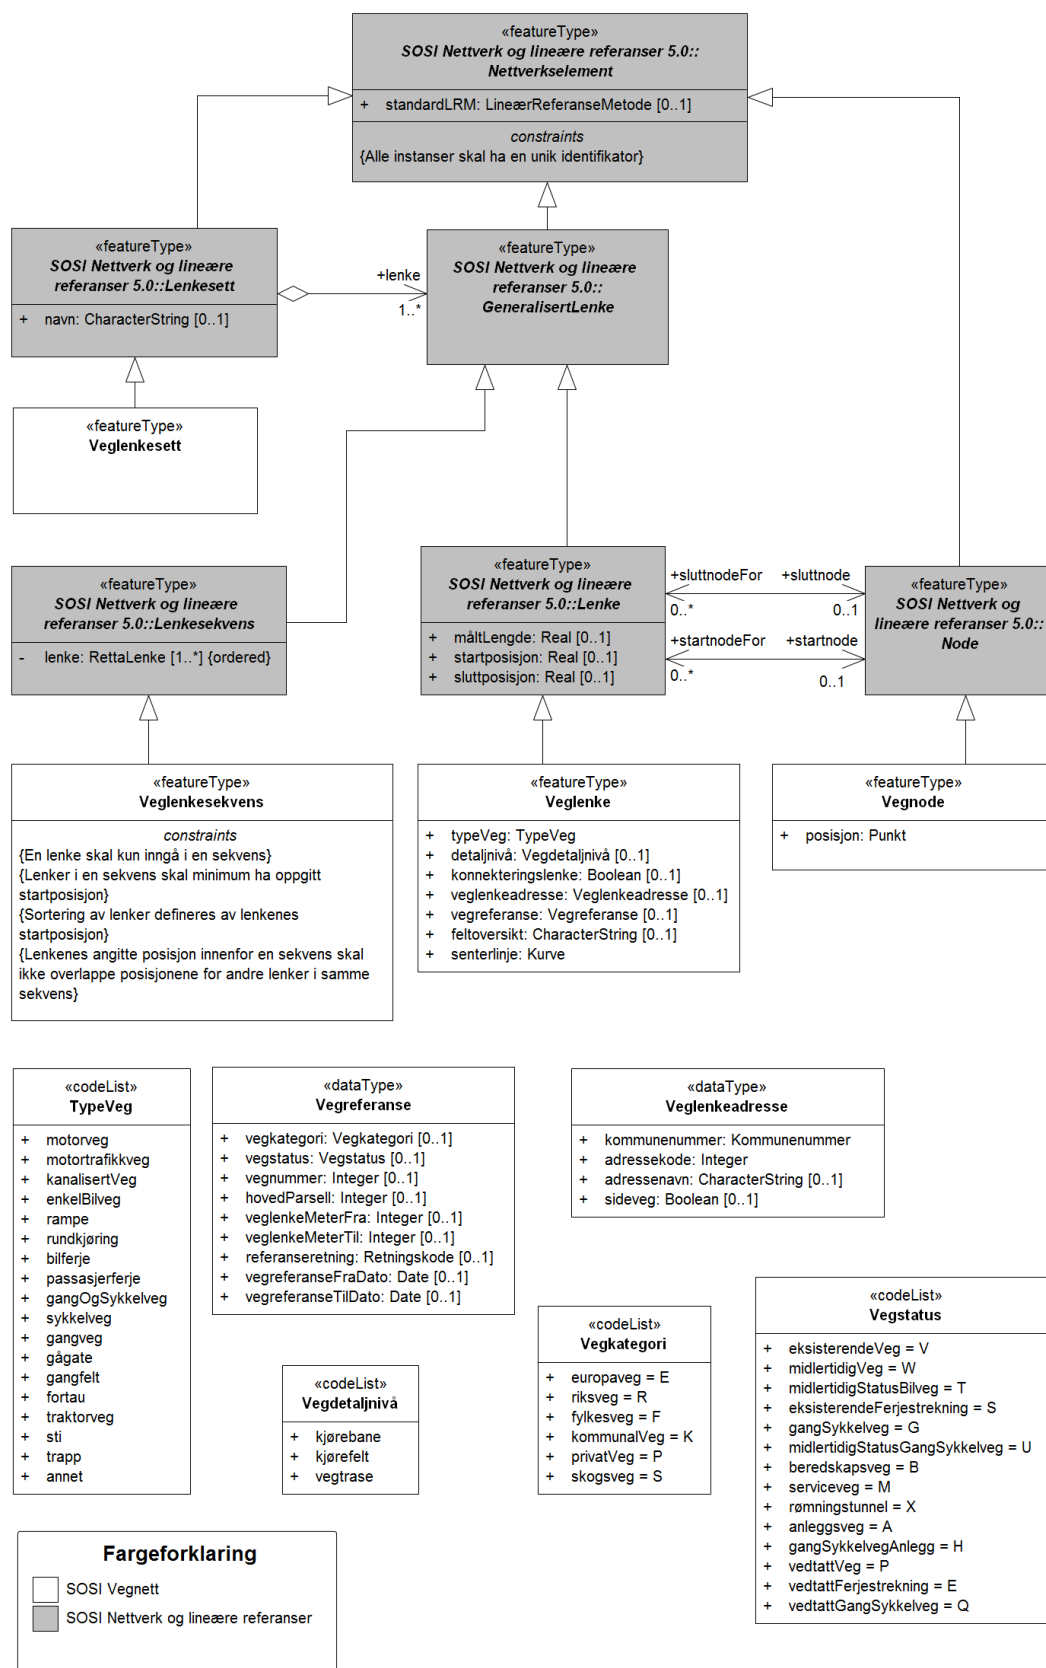 «featureType»
SOSI Nettverk og lineære referanser 5.0::
Nettverkselement
+ standardLRM: LineærReferanseMetode [0..1]
constraints
{Alle instanser skal ha en unik identifikator}
«featureType»
SOSI Nettverk og lineære
referanser 5.0::Lenkesett
+ navn: CharacterString [0..1]
+lenke
1..*
«featureType»
SOSI Nettverk og lineære
referanser 5.0::
GeneralisertLenke
«featureType»
Veglenkesett
«featureType»
SOSI Nettverk og lineære
referanser 5.0::Lenkesekvens
- lenke: RettaLenke [1..*] {ordered}
«featureType»
SOSI Nettverk og lineære
referanser 5.0::Lenke
+ måltLengde: Real [0..1]
+ startposisjon: Real [0..1]
+ sluttposisjon: Real [0..1]
+sluttnodeFor +sluttnode
0..* 0..1
+startnodeFor +startnode
0..* 0..1
«featureType»
SOSI Nettverk og
lineære referanser 5.0::
Node
«featureType»
Veglenkesekvens
constraints
{En lenke skal kun inngå i en sekvens}
{Lenker i en sekvens skal minimum ha oppgitt
startposisjon}
{Sortering av lenker defineres av lenkenes
startposisjon}
{Lenkenes angitte posisjon innenfor en sekvens skal
ikke overlappe posisjonene for andre lenker i samme
sekvens}
«featureType»
Veglenke
+ typeVeg: TypeVeg
+ detaljnivå: Vegdetaljnivå [0..1]
+ konnekteringslenke: Boolean [0..1]
+ veglenkeadresse: Veglenkeadresse [0..1]
+ vegreferanse: Vegreferanse [0..1]
+ feltoversikt: CharacterString [0..1]
+ senterlinje: Kurve
«featureType»
Vegnode
+ posisjon: Punkt
«codeList»
TypeVeg
+ motorveg
+ motortrafikkveg
+ kanalisertVeg
+ enkelBilveg
+ rampe
+ rundkjøring
+ bilferje
+ passasjerferje
+ gangOgSykkelveg
+ sykkelveg
+ gangveg
+ gågate
+ gangfelt
+ fortau
+ traktorveg
+ sti
+ trapp
+ annet
«dataType»
Vegreferanse
+ vegkategori: Vegkategori [0..1]
+ vegstatus: Vegstatus [0..1]
+ vegnummer: Integer [0..1]
+ hovedParsell: Integer [0..1]
+ veglenkeMeterFra: Integer [0..1]
+ veglenkeMeterTil: Integer [0..1]
+ referanseretning: Retningskode [0..1]
+ vegreferanseFraDato: Date [0..1]
+ vegreferanseTilDato: Date [0..1]
«dataType»
Veglenkeadresse
+ kommunenummer: Kommunenummer
+ adressekode: Integer
+ adressenavn: CharacterString [0..1]
+ sideveg: Boolean [0..1]
«codeList»
Vegdetaljnivå
+ kjørebane
+ kjørefelt
+ vegtrase
«codeList»
Vegkategori
+ europaveg = E
+ riksveg = R
+ fylkesveg = F
+ kommunalVeg = K
+ privatVeg = P
+ skogsveg = S
«codeList»
Vegstatus
+ eksisterendeVeg = V
+ midlertidigVeg = W
+ midlertidigStatusBilveg = T
+ eksisterendeFerjestrekning = S
+ gangSykkelveg = G
+ midlertidigStatusGangSykkelveg = U
+ beredskapsveg = B
+ serviceveg = M
+ rømningstunnel = X
+ anleggsveg = A
+ gangSykkelvegAnlegg = H
+ vedtattVeg = P
+ vedtattFerjestrekning = E
+ vedtattGangSykkelveg = Q
Fargeforklaring
SOSI Vegnett
SOSI Nettverk og lineære referanser